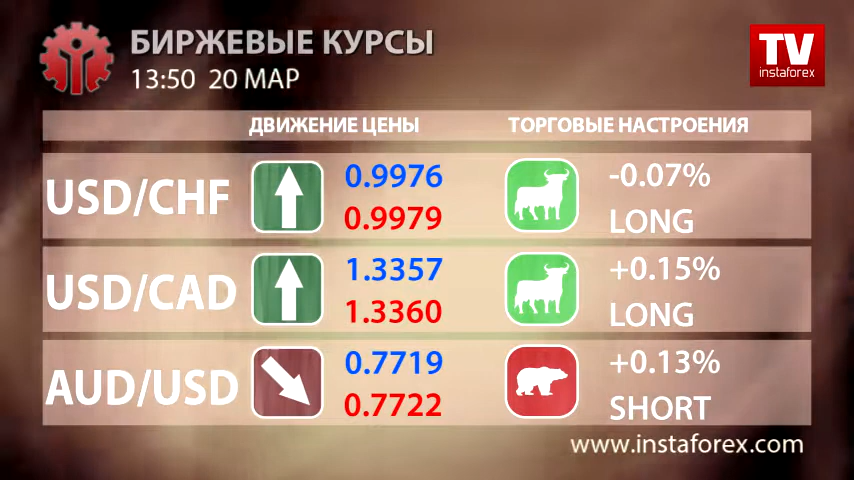 БИРЖЕВЫЕ КУРСЫ
13:50 20 МАР
TV
instaforex
ДВИЖЕНИЕ ЦЕНЫ ТОРГОВЫЕ НАСТРОЕНИЯ
USD/CHF 0.9976 -0.07%
0.9979 LONG
USD/CAD 1.3357 +0.15%
1.3360 LONG
AUD/USD 0.7719 +0.13%
0.7722 SHORT
www.instaforex.com